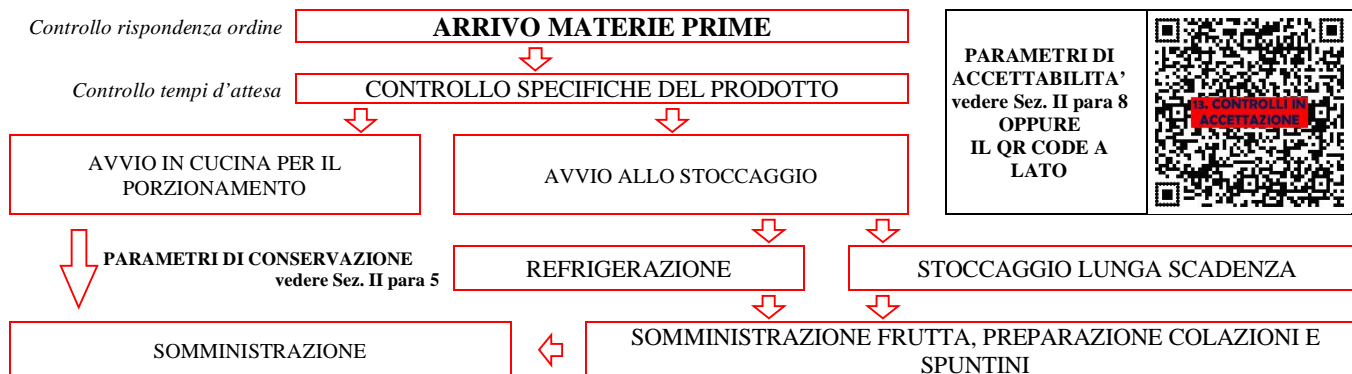 Controllo rispondenza ordine
ARRIVO MATERIE PRIME
Controllo tempi d'attesa
CONTROLLO SPECIFICHE DEL PRODOTTO
PARAMETRI DI
ACCETTABILITA'
vedere Sez. II para 8
OPPURE
IL QR CODE A
LATO
13. CONTROLLI IN
ACCETTAZIONE
AVVIO IN CUCINA PER IL
PORZIONAMENTO
AVVIO ALLO STOCCAGGIO
PARAMETRI DI CONSERVAZIONE
vedere Sez. II para 5
REFRIGERAZIONE
STOCCAGGIO LUNGA SCADENZA
SOMMINISTRAZIONE
SOMMINISTRAZIONE FRUTTA, PREPARAZIONE COLAZIONI E
SPUNTINI